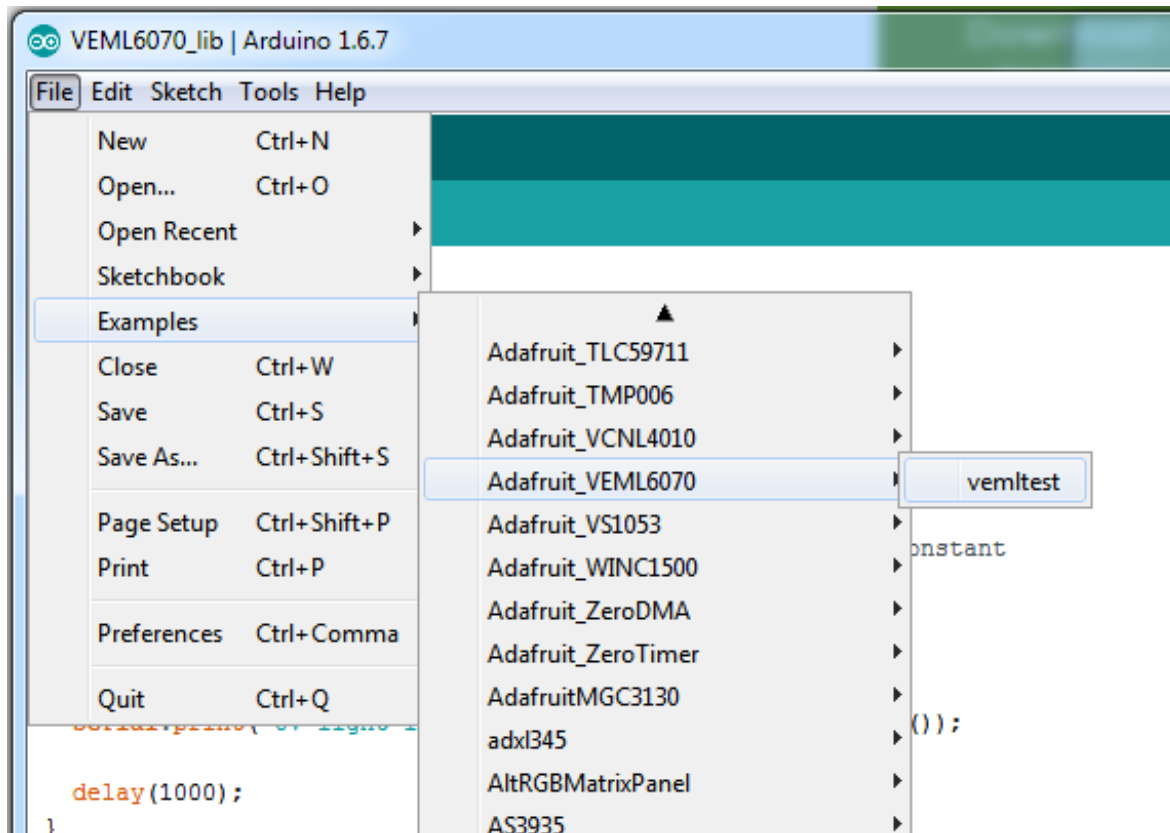 VEML6070_lib | Arduino 1.6.7
File Edit Sketch Tools Help
New Ctrl+N
Open... Ctrl+O
Open Recent
Sketchbook
Examples
Close Ctrl+W
Save Ctrl+S
Save As... Ctrl+Shift+S
Page Setup Ctrl+Shift+P
Print Ctrl+P
Preferences Ctrl+Comma
Quit Ctrl+Q
Adafruit_TLC59711
Adafruit_TMP006
Adafruit_VCNL4010
Adafruit_VEML6070
Adafruit_VS1053
Adafruit_WINC1500
Adafruit_ZeroDMA
Adafruit_ZeroTimer
AdafruitMGC3130
adxl345
AltRGBMatrixPanel
AS3935
vemltest
onstant
());
delay(1000);
}